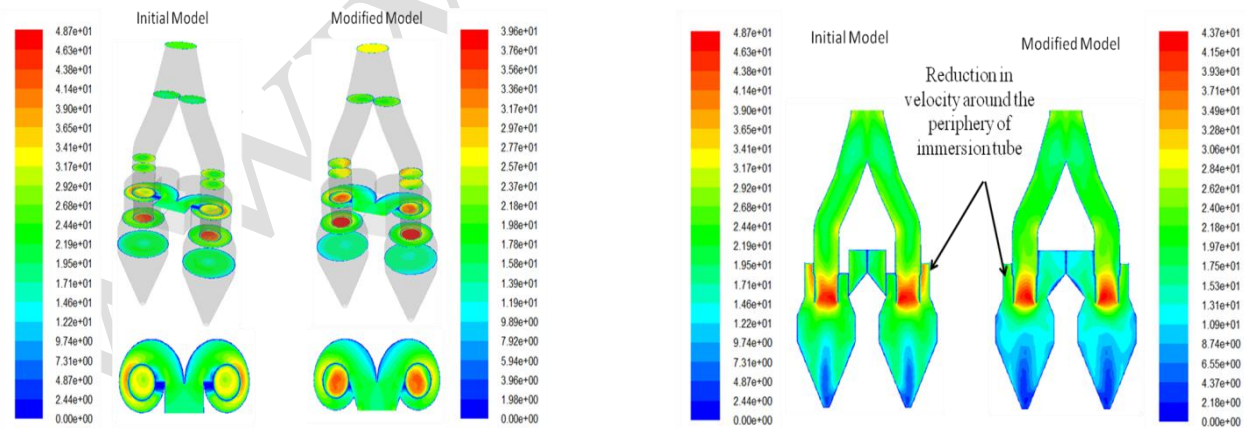 Initial Model
Modified Model
4.87e+01
4.63e+01
4.38e+01
4.14e+01
3.90e+01
3.65e+01
3.41e+01
3.17e+01
2.92e+01
2.68e+01
2.44e+01
2.19e+01
1.95e+01
1.71e+01
1.46e+01
1.22e+01
9.74e+00
7.31e+00
4.87e+00
2.44e+00
0.00e+00
3.96e+01
3.76e+01
3.56e+01
3.36e+01
3.17e+01
2.97e+01
2.77e+01
2.57e+01
2.37e+01
2.18e+01
1.98e+01
1.78e+01
1.58e+01
1.39e+01
1.19e+01
9.89e+00
7.92e+00
5.94e+00
3.96e+00
1.98e+00
0.00e+00
4.87e+01
4.63e+01
4.38e+01
4.14e+01
3.90e+01
3.65e+01
3.41e+01
3.17e+01
2.92e+01
2.68e+01
2.44e+01
2.19e+01
1.95e+01
1.71e+01
1.46e+01
1.22e+01
9.74e+00
7.31e+00
4.87e+00
2.44e+00
0.00e+00
Initial Model
Modified Model
Reduction in
velocity around the
periphery of
immersion tube
4.37e+01
4.15e+01
3.93e+01
3.71e+01
3.49e+01
3.28e+01
3.06e+01
2.84e+01
2.62e+01
2.40e+01
2.18e+01
1.97e+01
1.75e+01
1.53e+01
1.31e+01
1.09e+01
8.74e+00
6.55e+00
4.37e+00
2.18e+00
0.00e+00